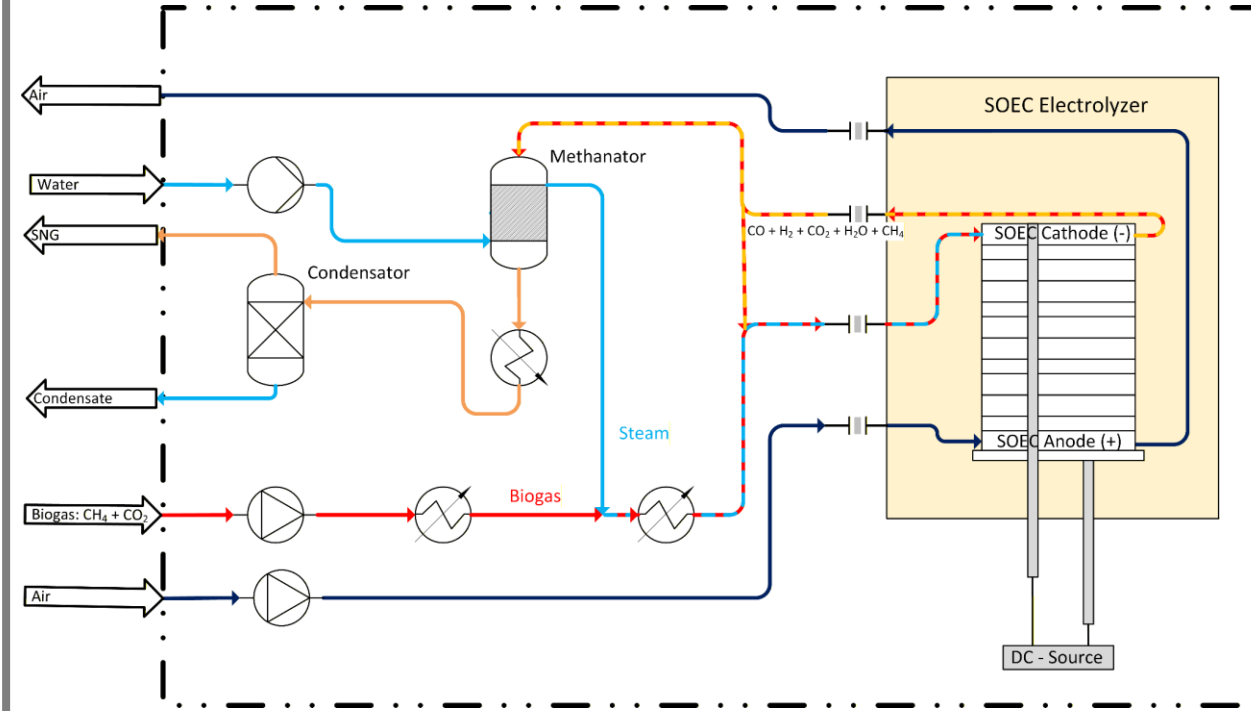 Air
SOEC Electrolyzer
Methanator
Water
CO + H₂ + CO₂ + H₂O + CH₄
SNG
SOEC Cathode (-)
Condensator
Condensate
Steam
SOEC Anode (+)
Biogas
Biogas: CH₄ + CO₂
Air
DC - Source